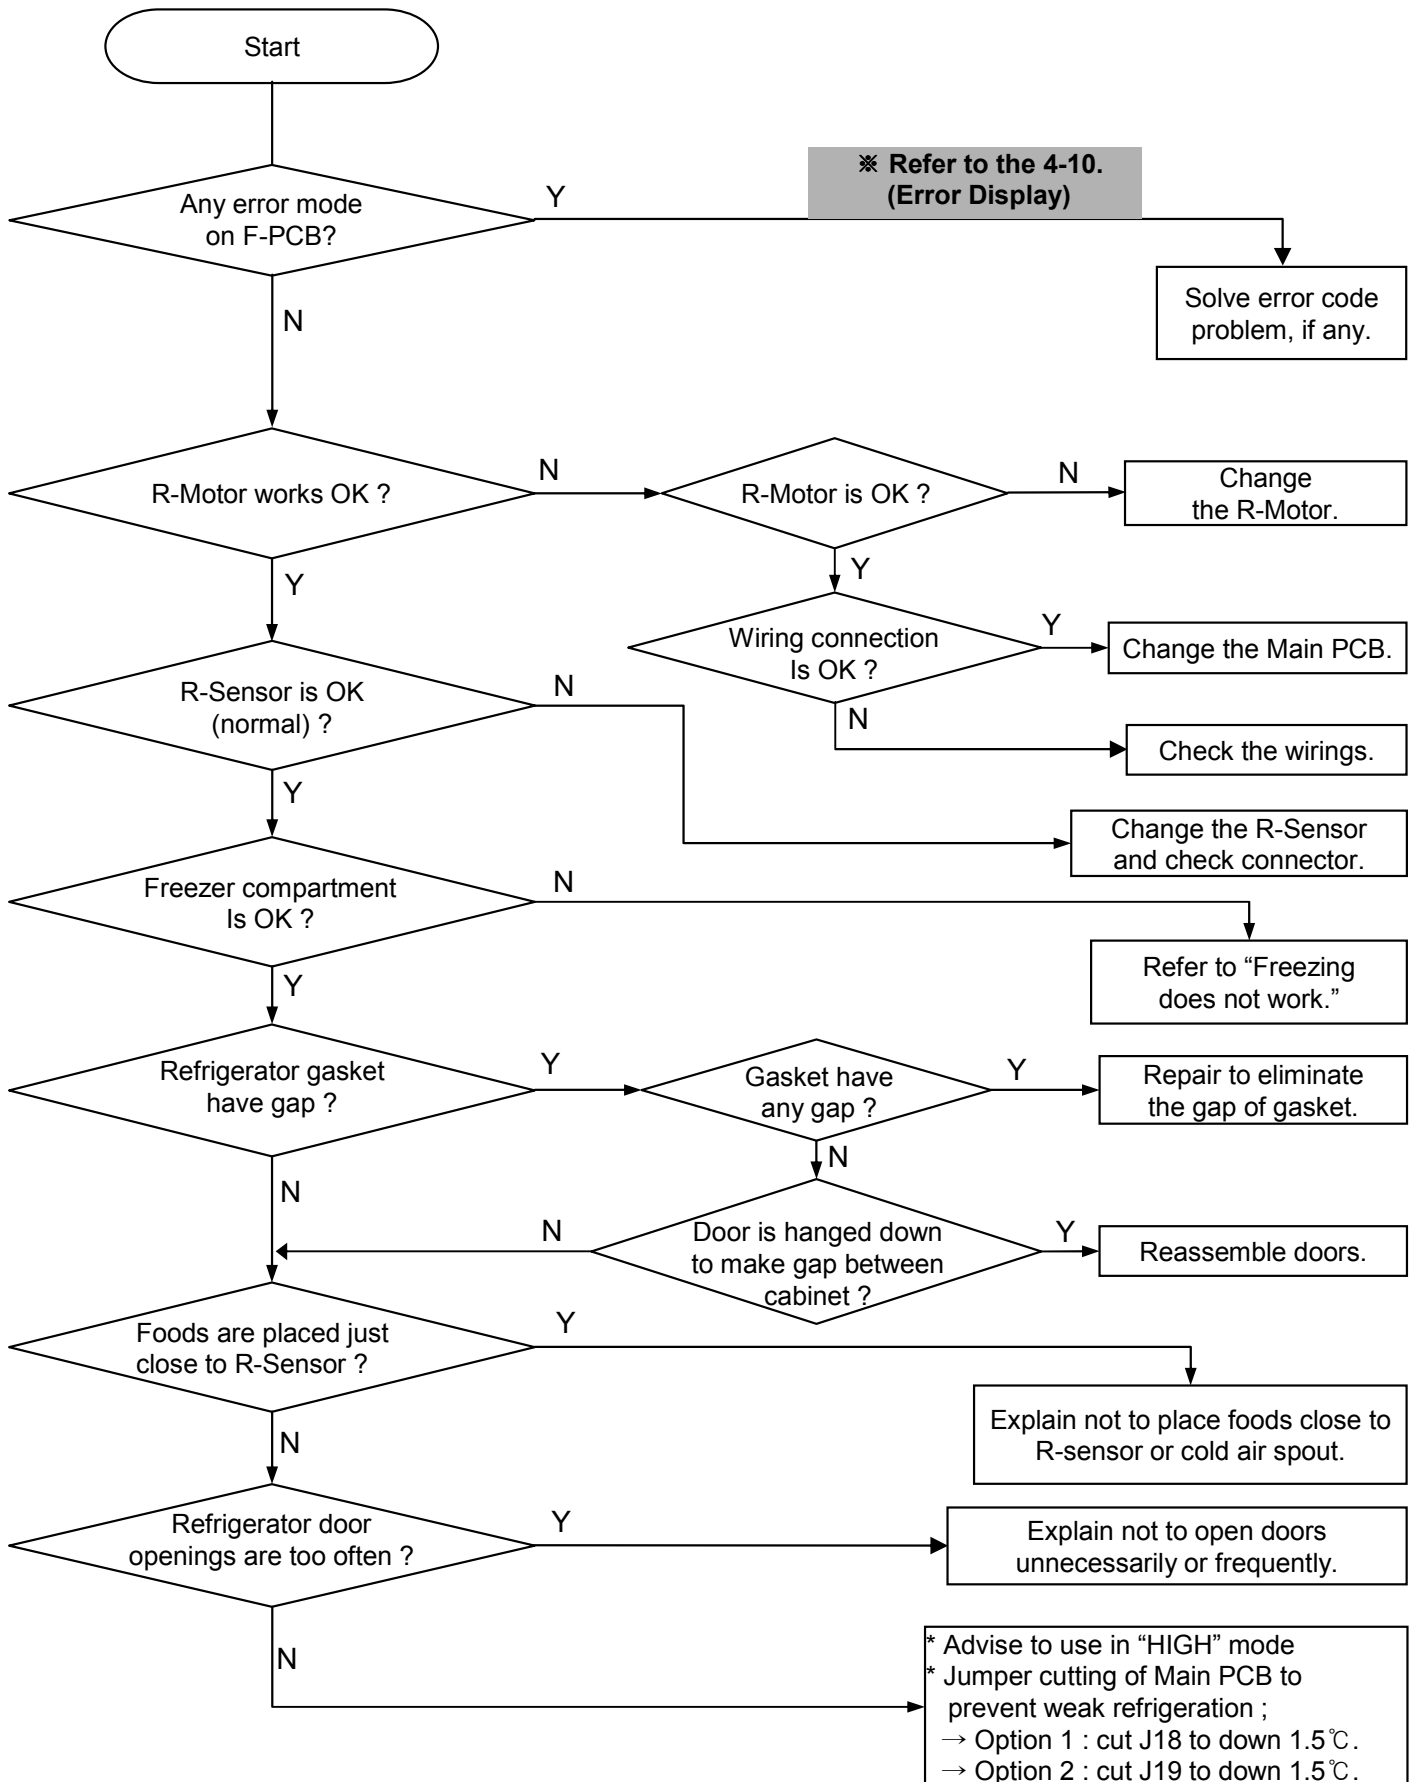 Start
※ Refer to the 4-10.
(Error Display)
Any error mode
on F-PCB?
Y
Solve error code
problem, if any.
N
R-Motor works OK ?
N
R-Motor is OK ?
N
Change
the R-Motor.
Y
Y
Wiring connection
Is OK ?
Y
Change the Main PCB.
N
Check the wirings.
R-Sensor is OK
(normal) ?
N
Change the R-Sensor
and check connector.
Y
Freezer compartment
Is OK ?
N
Refer to “Freezing
does not work.”
Y
Refrigerator gasket
have gap ?
Y
Gasket have
any gap ?
Y
Repair to eliminate
the gap of gasket.
N
N
Door is hanged down
to make gap between
cabinet ?
N
Y
Reassemble doors.
Foods are placed just
close to R-Sensor ?
Y
Explain not to place foods close to
R-sensor or cold air spout.
N
Refrigerator door
openings are too often ?
Y
Explain not to open doors
unnecessarily or frequently.
N
* Advise to use in “HIGH” mode
* Jumper cutting of Main PCB to
prevent weak refrigeration ;
→ Option 1 : cut J18 to down 1.5℃.
→ Option 2 : cut J19 to down 1.5℃.